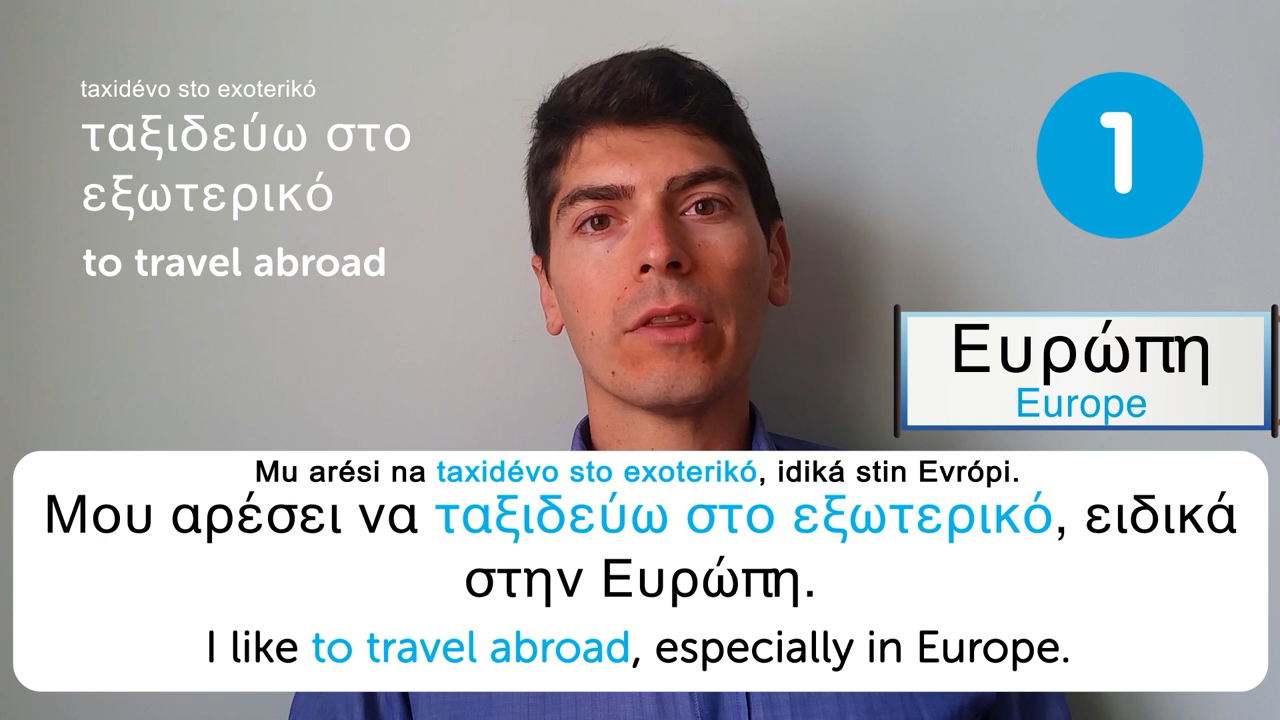 taxidévo sto exoterikó
ταξιδεύω στο
εξωτερικό
to travel abroad
1
Ευρώπη
Europe
Mu arési na taxidévo sto exoterikó, idiká stin Evrópi.
Μου αρέσει να ταξιδεύω στο εξωτερικό, ειδικά
στην Ευρώπη.
I like to travel abroad, especially in Europe.